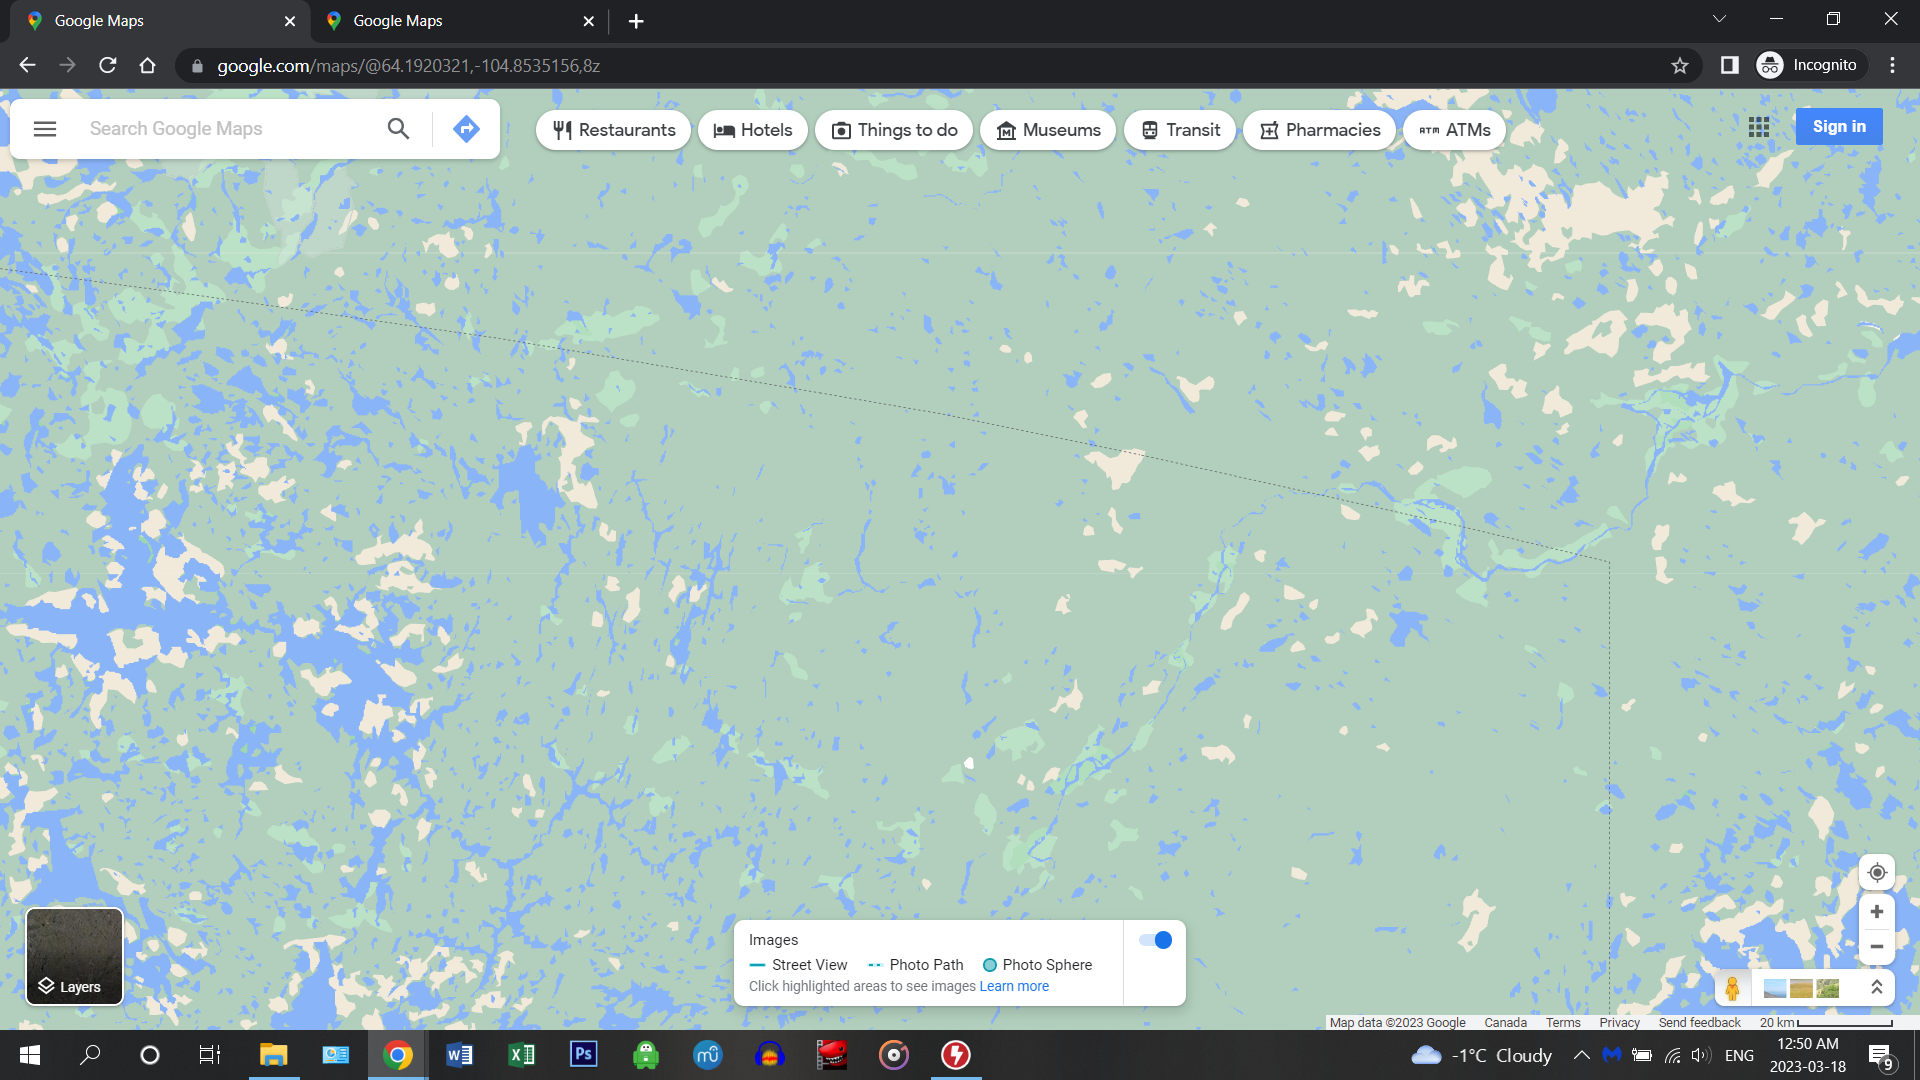 Google Maps
Google Maps
google.com/maps/@64.1920321,-104.8535156,8z
Incognito
Search Google Maps
Restaurants
Hotels
Things to do
Museums
Transit
Pharmacies
ATM ATMs
Sign in
Layers
Images
Street View
Photo Path
Photo Sphere
Click highlighted areas to see images Learn more
Map data ©2023 Google
Canada
Terms
Privacy
Send feedback
20 km
W
X
Ps
-1°C Cloudy
ENG
12:50 AM
2023-03-18
9